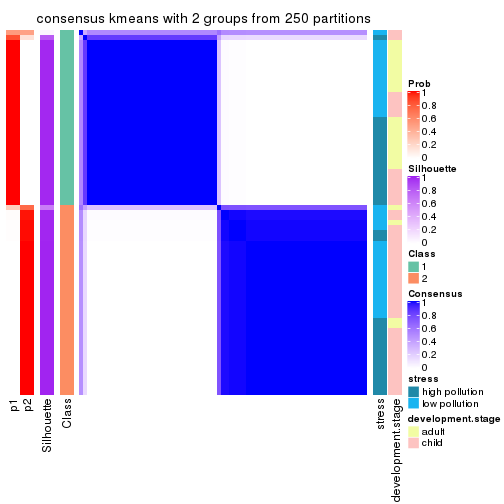 consensus kmeans with 2 groups from 250 partitions
Prob
1
0.8
0.6
0.4
0.2
0
Silhouette
1
0.8
0.6
0.4
0.2
0
Class
1
2
Consensus
1
0.8
0.6
0.4
0.2
0
stress
high pollution
low pollution
development.stage
adult
child
p1
p2
Silhouette
Class
stress
development.stage